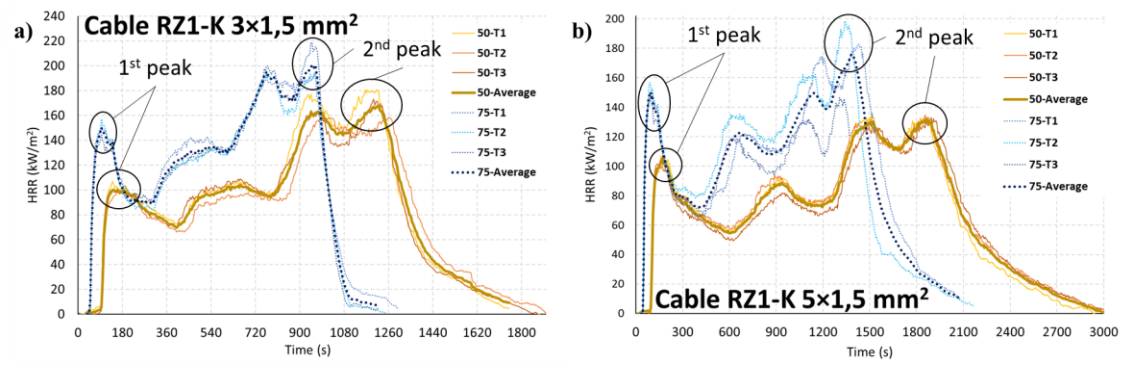 a)
Cable RZ1-K 3×1,5 mm²
1st peak
2nd peak
HRR (kW/m²)
240
220
200
180
160
140
120
100
80
60
40
20
0
0 180 360 540 720 900 1080 1260 1440 1620 1800
Time (s)
50-T1
50-T2
50-T3
50-Average
75-T1
75-T2
75-T3
75-Average
b)
Cable RZ1-K 5×1,5 mm²
1st peak
2nd peak
HRR (kW/m²)
200
180
160
140
120
100
80
60
40
20
0
0 300 600 900 1200 1500 1800 2100 2400 2700 3000
Time (s)
50-T1
50-T2
50-T3
50-Average
75-T1
75-T2
75-T3
75-Average